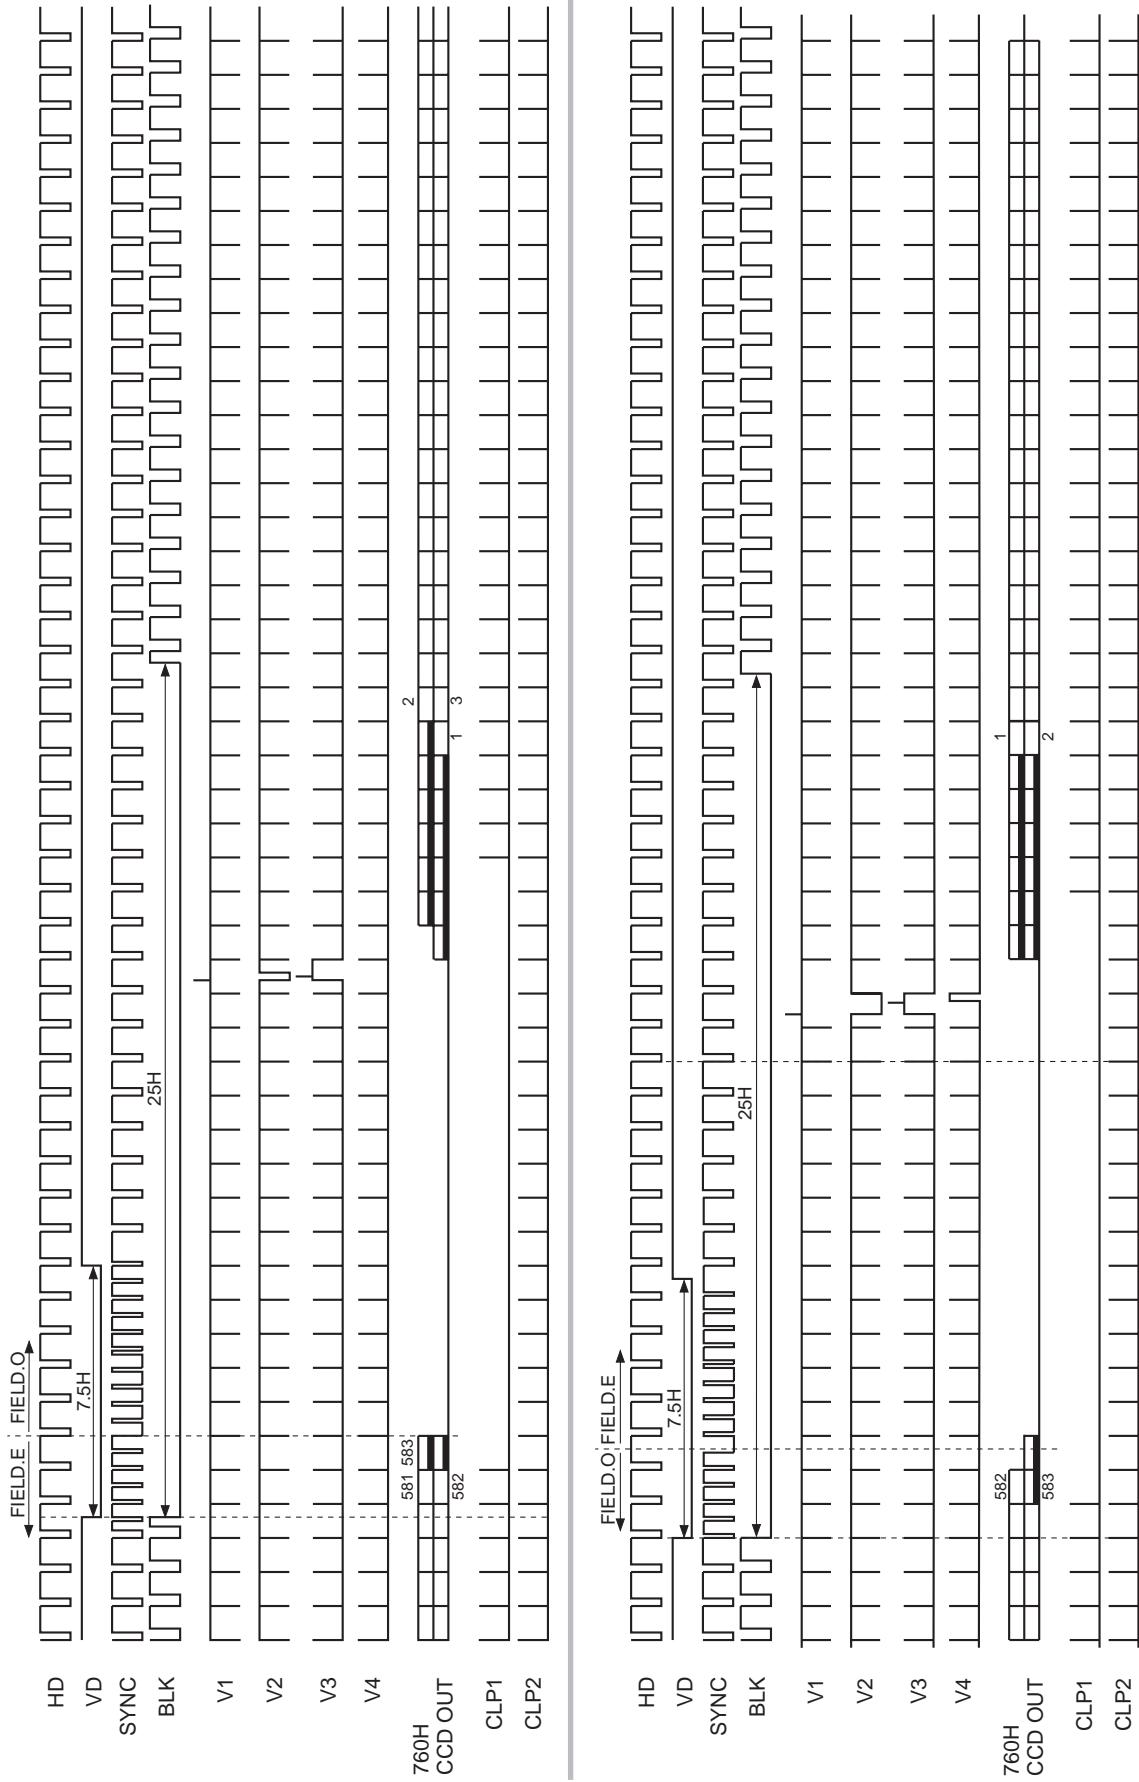 FIELD.E FIELD.O
HD
VD
7.5H
SYNC
BLK
25H
V1
V2
V3
V4
760H
CCD OUT
581 583
582
2
1
3
CLP1
CLP2
FIELD.O FIELD.E
HD
VD
7.5H
SYNC
BLK
25H
V1
V2
V3
V4
760H
CCD OUT
582
583
1
2
CLP1
CLP2